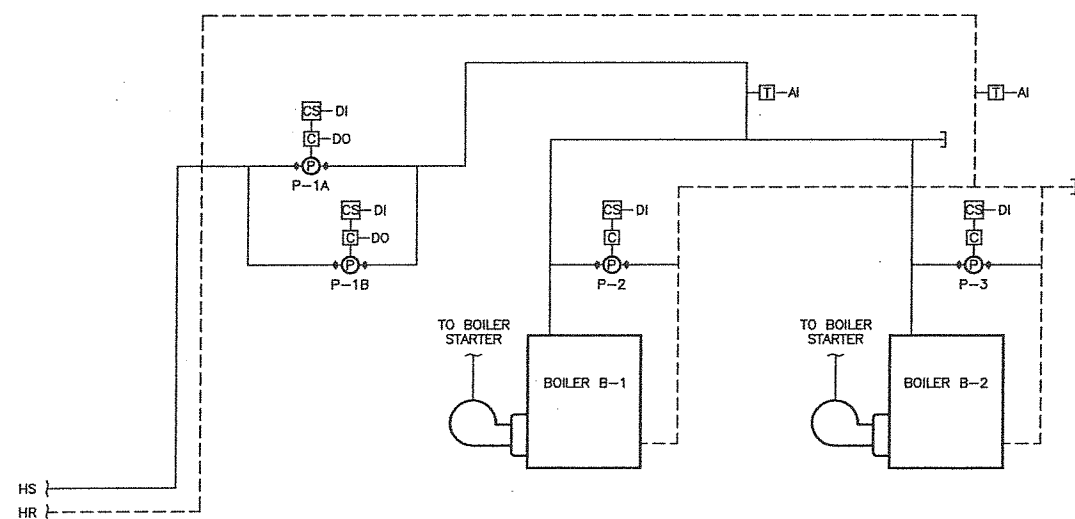 T AI
T AI
CS DI
C DO
P
P-1A
CS DI
C DO
P
P-1B
CS DI
C
P
P-2
CS DI
C
P
P-3
TO BOILER
STARTER
BOILER B-1
TO BOILER
STARTER
BOILER B-2
HS
HR